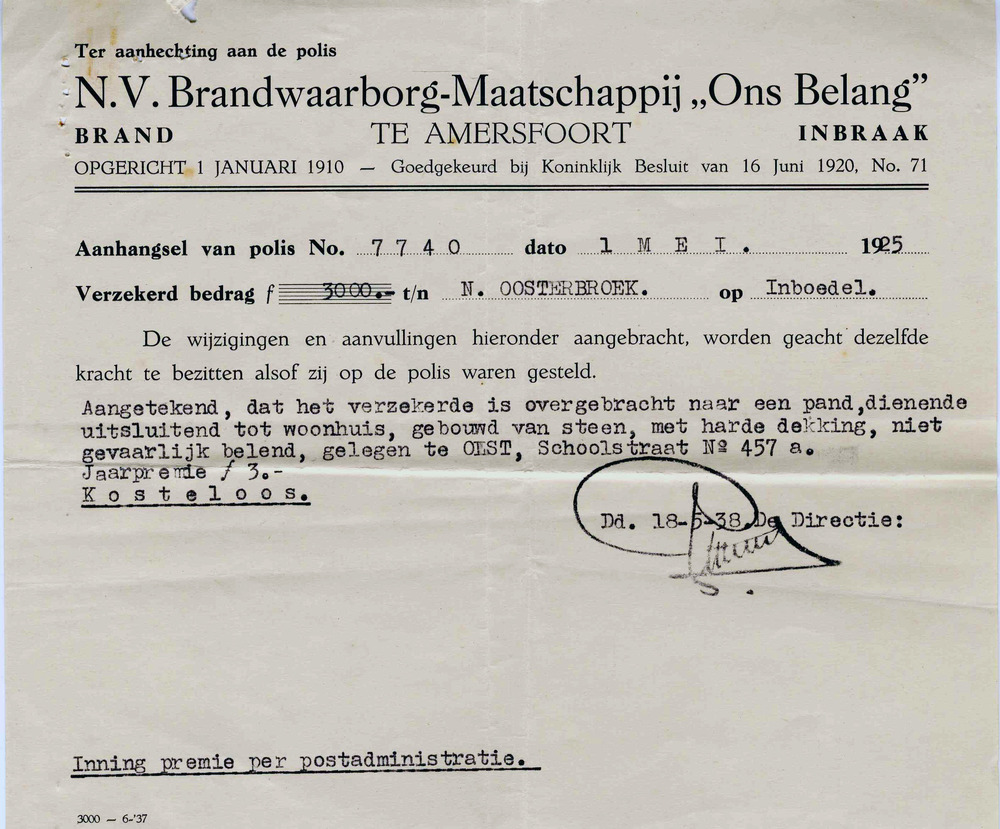 Ter aanhechting aan de polis
N.V. Brandwaarborg-Maatschappij „Ons Belang”
BRAND TE AMERSFOORT INBRAAK
OPGERICHT 1 JANUARI 1910 — Goedgekeurd bij Koninklijk Besluit van 16 Juni 1920, No. 71
Aanhangsel van polis No. 7740 dato 1 MEI. 1925
Verzekerd bedrag f 3000.- t/n N. OOSTERBROEK. op Inboedel.
De wijzigingen en aanvullingen hieronder aangebracht, worden geacht dezelfde
kracht te bezitten alsof zij op de polis waren gesteld.
Aangetekend, dat het verzekerde is overgebracht naar een pand,dienende
uitsluitend tot woonhuis, gebouwd van steen, met harde dekking, niet
gevaarlijk belend, gelegen te OEST, Schoolstraat Nº 457 a.
Jaarpremie f 3.-
Kosteloos.
Dd. 18-5-38. De Directie:
Inning premie per postadministratie.
3000 — 6-'37